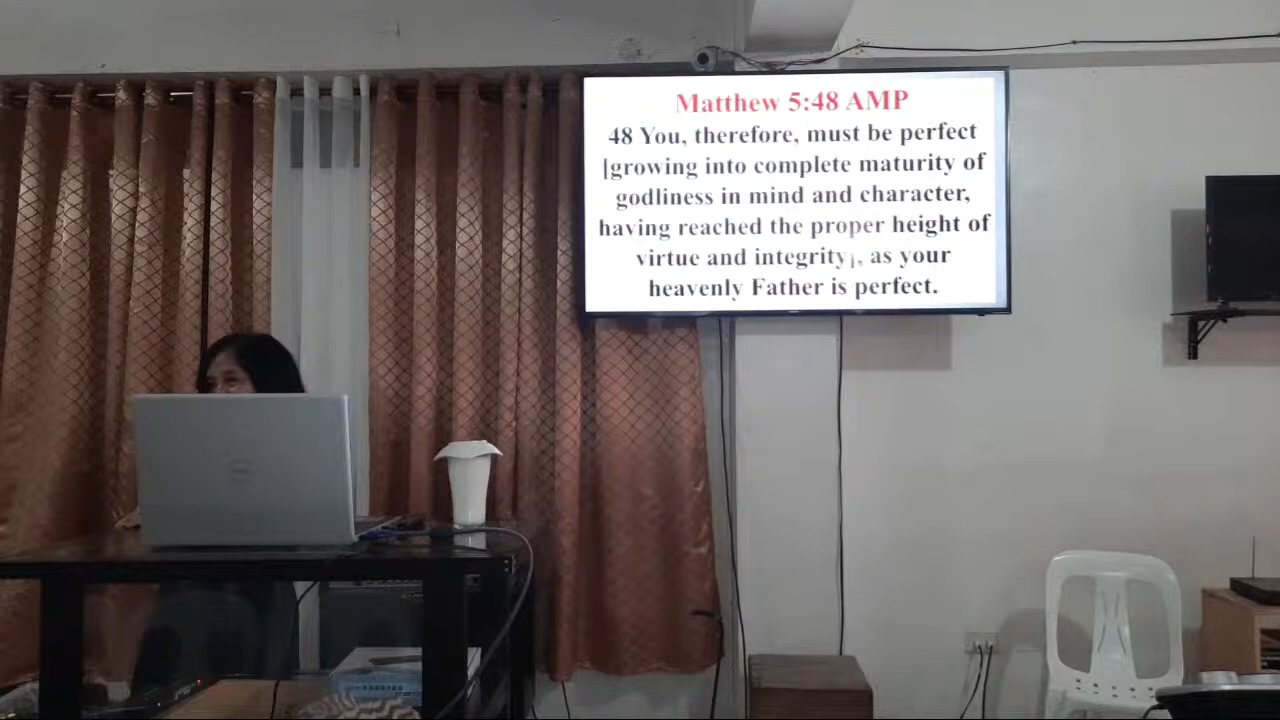 Matthew 5:48 AMP
48 You, therefore, must be perfect
[growing into complete maturity of
godliness in mind and character,
having reached the proper height of
virtue and integrity], as your
heavenly Father is perfect.